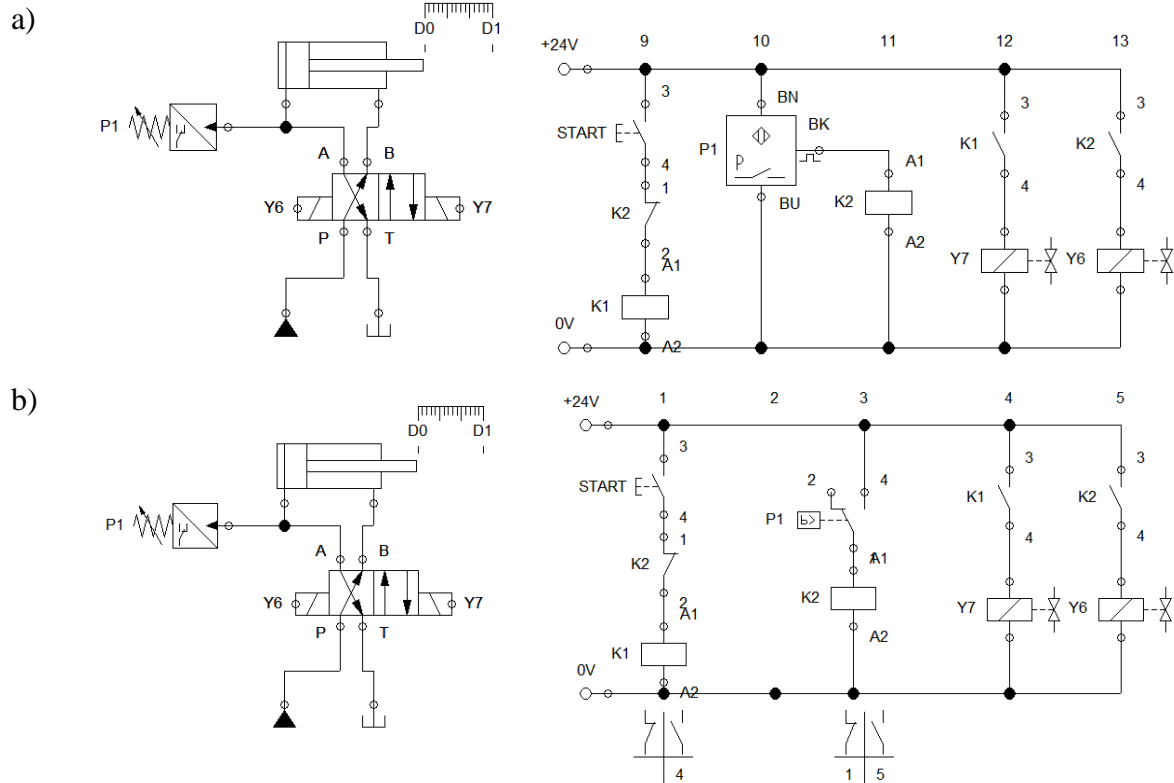 a)
D0 D1
P1
A B
Y6 Y7
P T
9 10 11 12 13
+24V
3 BN 3 3
START BK K1 K2
P1 P A1
4 4 4
1 K2
K2 BU
2 A2
A1 Y7 Y6
K1
0V
A2
b)
D0 D1
P1
A B
Y6 Y7
P T
1 2 3 4 5
+24V
3 3 3
START 2 4 K1 K2
P1 P>
4 4 4
1 1
K2 A1
K2
2 Y7 Y6
A1 A2
K1
0V
A2
4 1 5